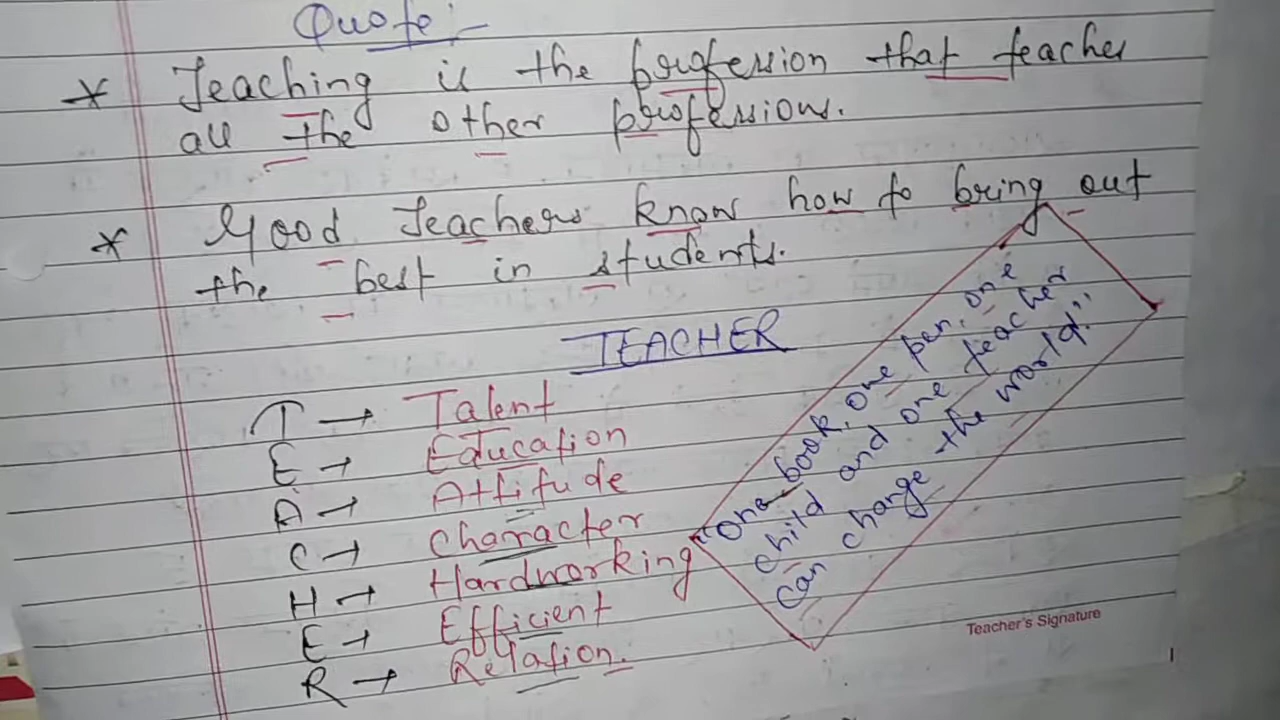 Quote:-
* Teaching is the profession that teacher
all the other professions.
* Good teachers know how to bring out
the best in students.
TEACHER
T → Talent
E → Education
A → Attitude
C → Character
H → Hardworking
E → Efficient
R → Relation.
"One book, one pen, one
child and one teacher
can change the world."
Teacher's Signature